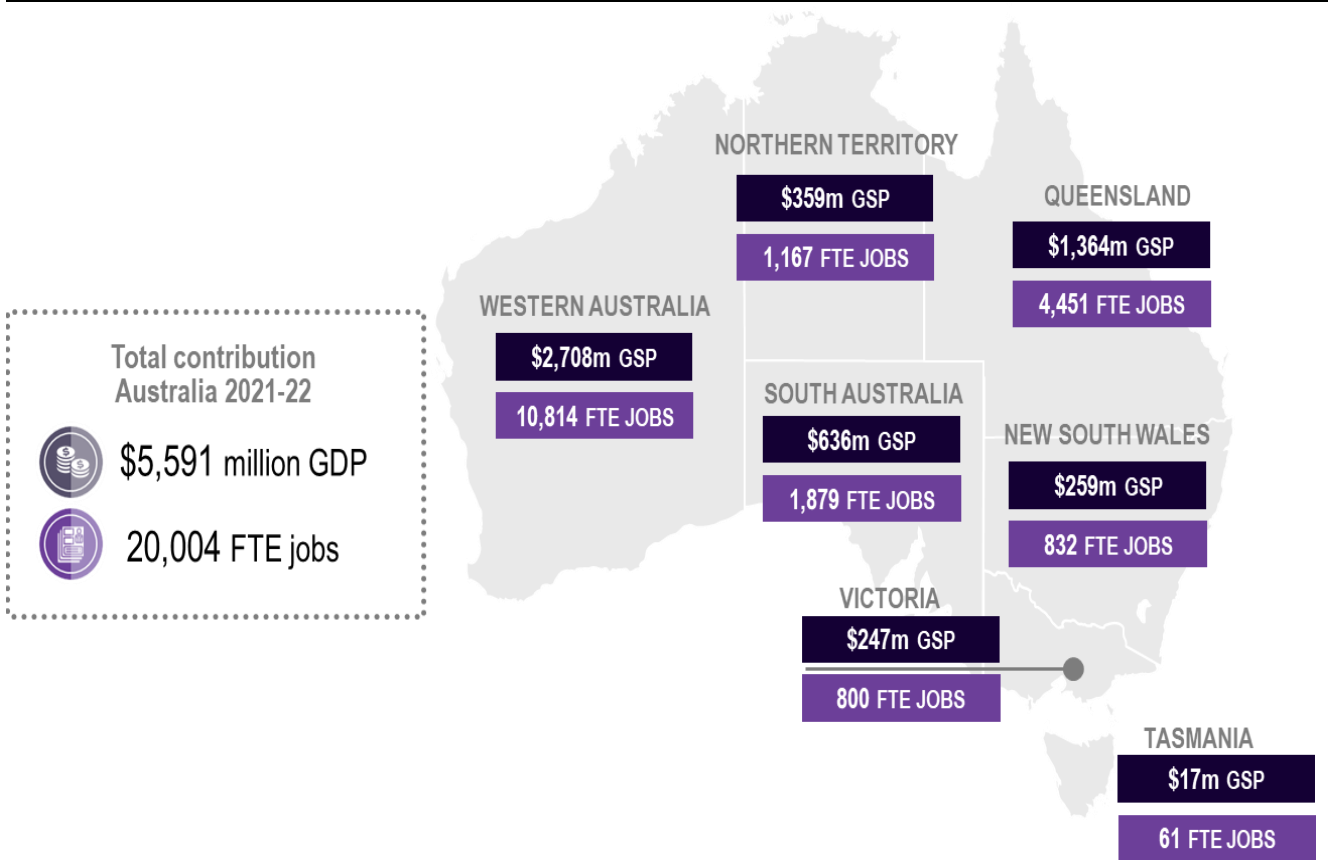 NORTHERN TERRITORY
$359m GSP
1,167 FTE JOBS
QUEENSLAND
$1,364m GSP
4,451 FTE JOBS
WESTERN AUSTRALIA
$2,708m GSP
10,814 FTE JOBS
Total contribution
Australia 2021-22
$5,591 million GDP
20,004 FTE jobs
SOUTH AUSTRALIA
$636m GSP
1,879 FTE JOBS
NEW SOUTH WALES
$259m GSP
832 FTE JOBS
VICTORIA
$247m GSP
800 FTE JOBS
TASMANIA
$17m GSP
61 FTE JOBS